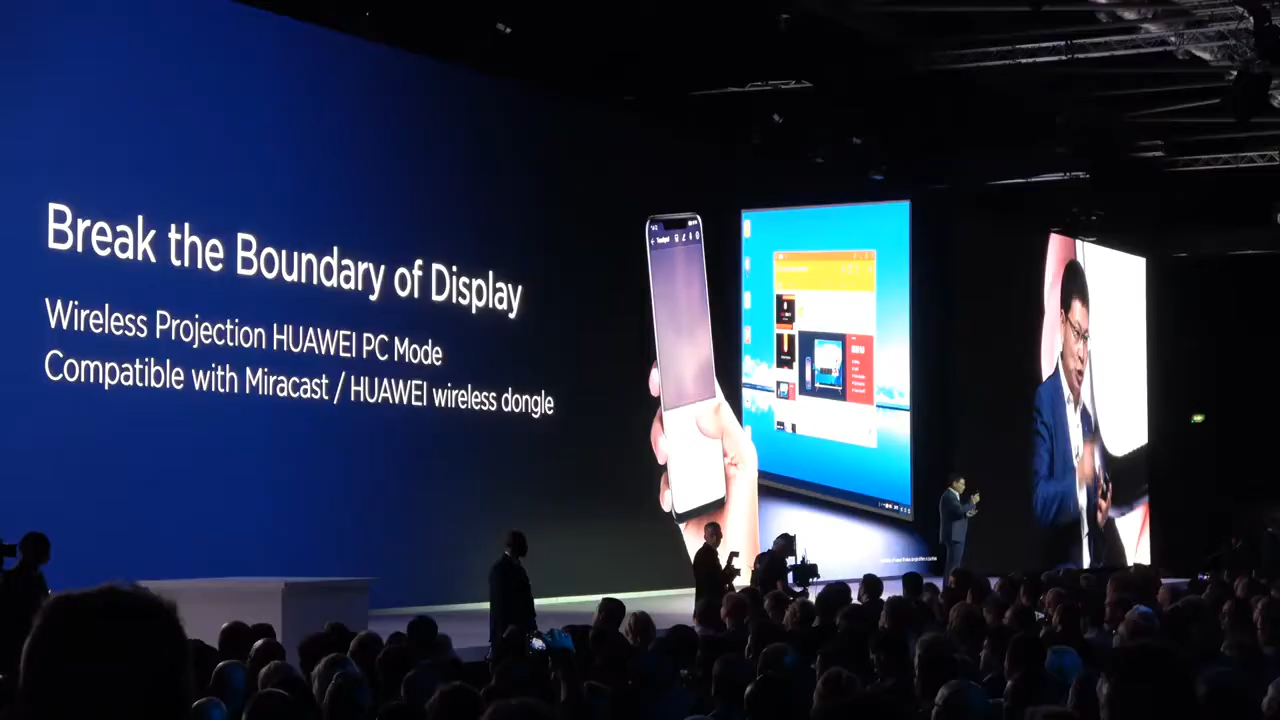 Break the Boundary of Display
Wireless Projection HUAWEI PC Mode
Compatible with Miracast / HUAWEI wireless dongle